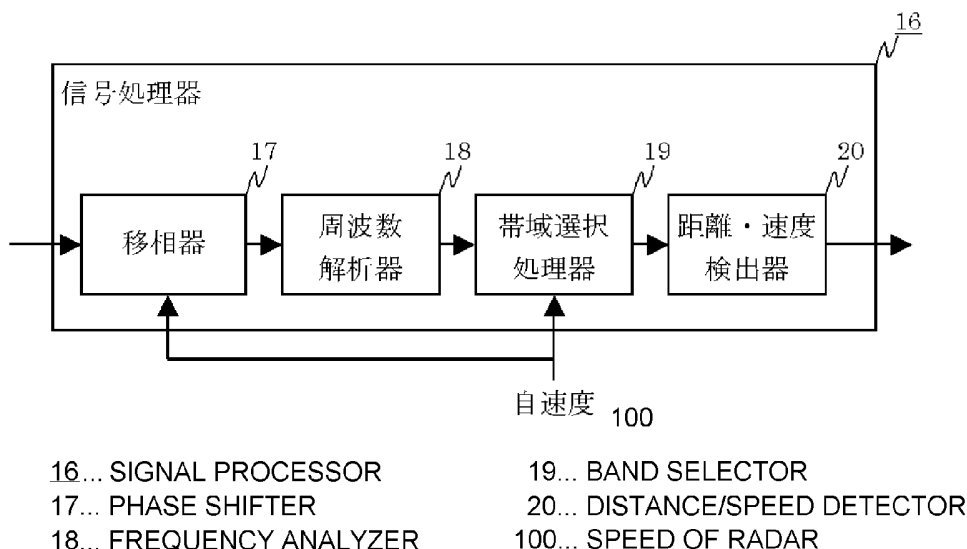 16
信号処理器
17
18
19
20
移相器
周波数
解析器
帯域選択
処理器
距離・速度
検出器
自速度 100
16... SIGNAL PROCESSOR
17... PHASE SHIFTER
18... FREQUENCY ANALYZER
19... BAND SELECTOR
20... DISTANCE/SPEED DETECTOR
100... SPEED OF RADAR